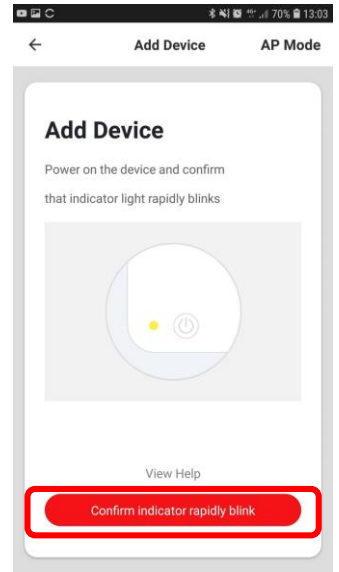 70% 13:03
Add Device AP Mode
Add Device
Power on the device and confirm
that indicator light rapidly blinks
View Help
Confirm indicator rapidly blink